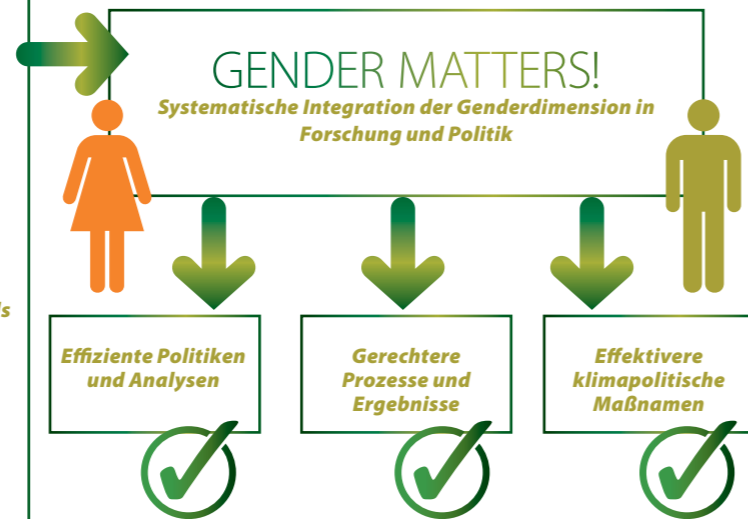 GENDER MATTERS!
Systematische Integration der Genderdimension in
Forschung und Politik
Effiziente Politiken
und Analysen
Gerechtere
Prozesse und
Ergebnisse
Effektivere
klimapolitische
Maßnamen